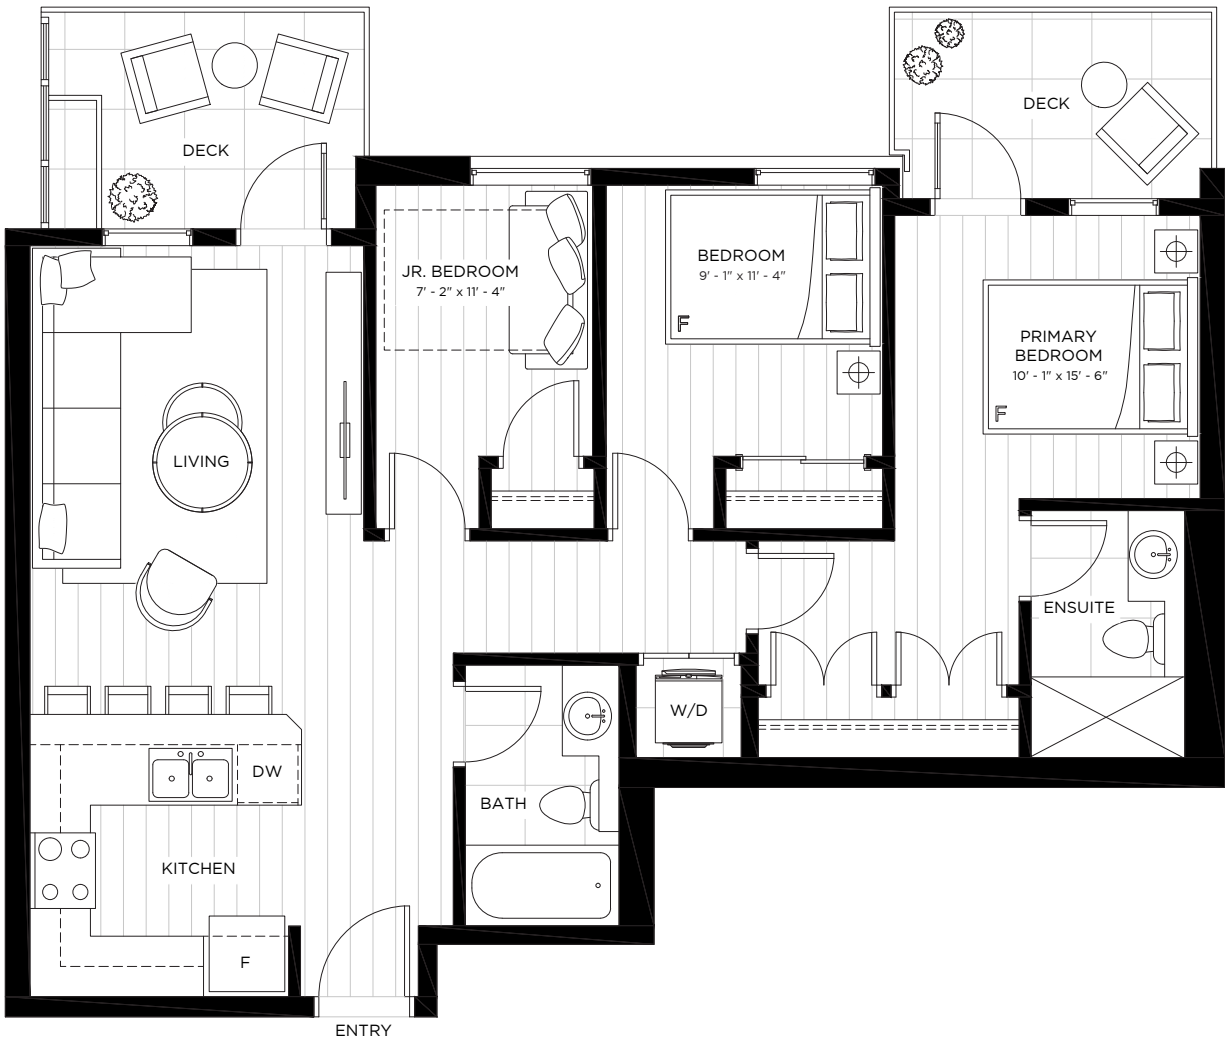 DECK
DECK
JR. BEDROOM
7' - 2" x 11' - 4"
BEDROOM
9' - 1" x 11' - 4"
F
PRIMARY
BEDROOM
10' - 1" x 15' - 6"
F
LIVING
ENSUITE
W/D
DW
BATH
KITCHEN
F
ENTRY